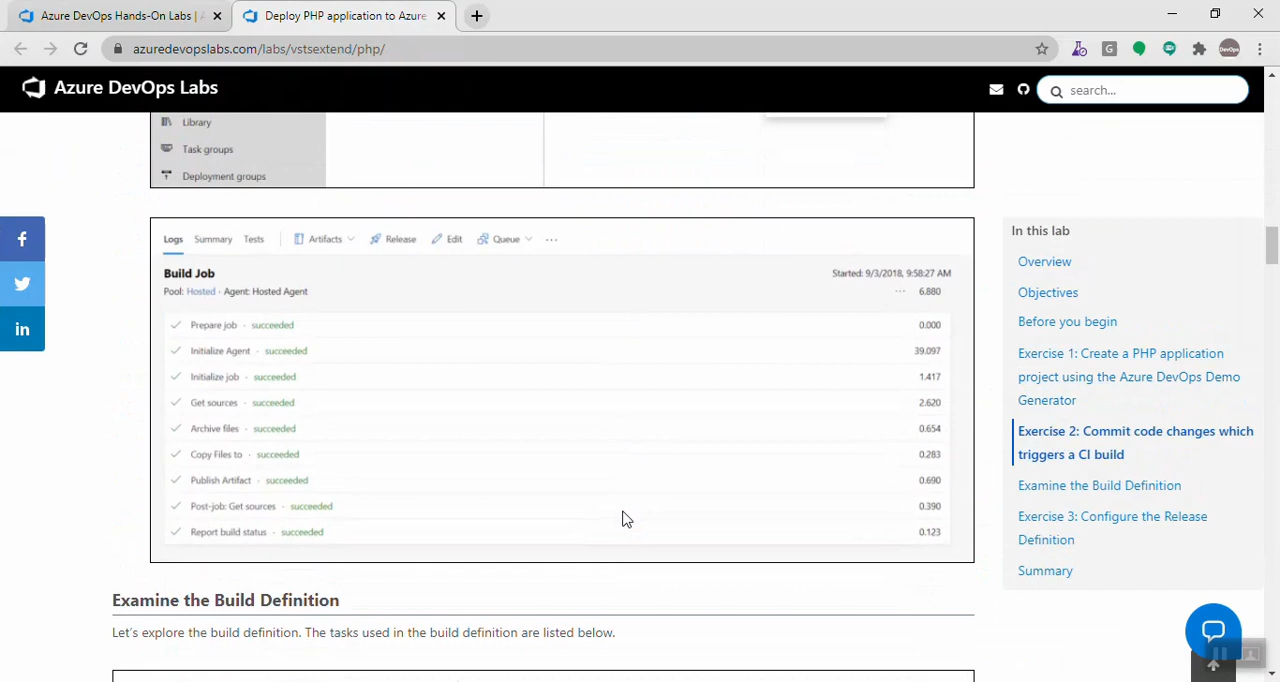 Azure DevOps Hands-On Labs | A
Deploy PHP application to Azure
azuredevopslabs.com/labs/vstsextend/php/
Azure DevOps Labs
search...
Library
Task groups
Deployment groups
Logs Summary Tests Artifacts Release Edit Queue ...
Build Job
Started: 9/3/2018, 9:58:27 AM
Pool: Hosted · Agent: Hosted Agent
... 6.880
Prepare job · succeeded 0.000
Initialize Agent · succeeded 39.097
Initialize job · succeeded 1.417
Get sources · succeeded 2.620
Archive files · succeeded 0.654
Copy Files to · succeeded 0.283
Publish Artifact · succeeded 0.690
Post-job: Get sources · succeeded 0.390
Report build status · succeeded 0.123
Examine the Build Definition
Let's explore the build definition. The tasks used in the build definition are listed below.
In this lab
Overview
Objectives
Before you begin
Exercise 1: Create a PHP application
project using the Azure DevOps Demo
Generator
Exercise 2: Commit code changes which
triggers a CI build
Examine the Build Definition
Exercise 3: Configure the Release
Definition
Summary